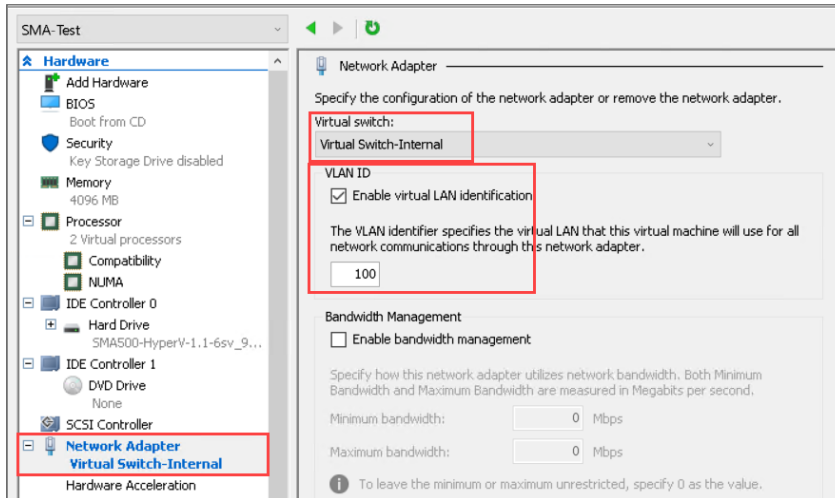 SMA-Test
Hardware
Add Hardware
BIOS
Boot from CD
Security
Key Storage Drive disabled
Memory
4096 MB
Processor
2 Virtual processors
Compatibility
NUMA
IDE Controller 0
Hard Drive
SMA500-HyperV-1.1-6sv_9...
IDE Controller 1
DVD Drive
None
SCSI Controller
Network Adapter
Virtual Switch-Internal
Hardware Acceleration
Network Adapter
Specify the configuration of the network adapter or remove the network adapter.
Virtual switch:
Virtual Switch-Internal
VLAN ID
Enable virtual LAN identification
The VLAN identifier specifies the virtual LAN that this virtual machine will use for all
network communications through this network adapter.
100
Bandwidth Management
Enable bandwidth management
Specify how this network adapter utilizes network bandwidth. Both Minimum
Bandwidth and Maximum Bandwidth are measured in Megabits per second.
Minimum bandwidth: 0 Mbps
Maximum bandwidth: 0 Mbps
To leave the minimum or maximum unrestricted, specify 0 as the value.